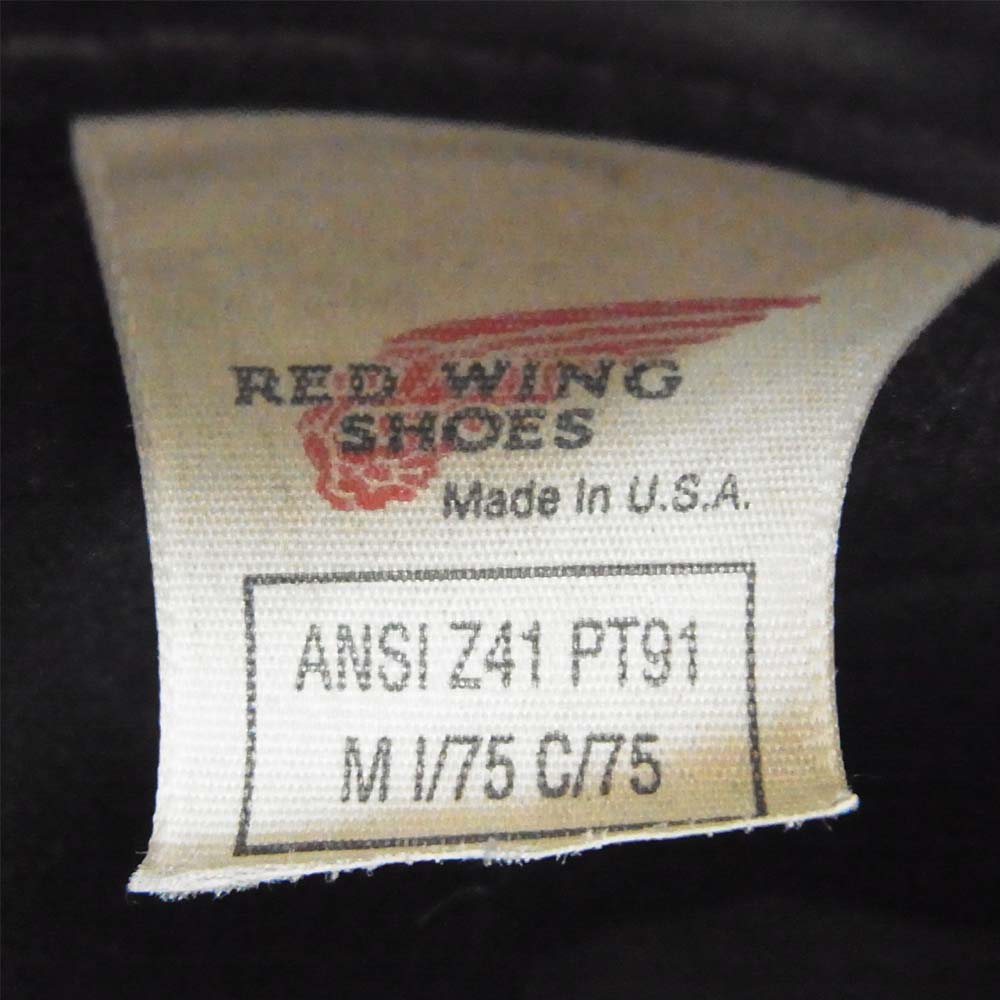 RED WING
SHOES
Made In U.S.A.
ANSI Z41 PT91
M I/75 C/75